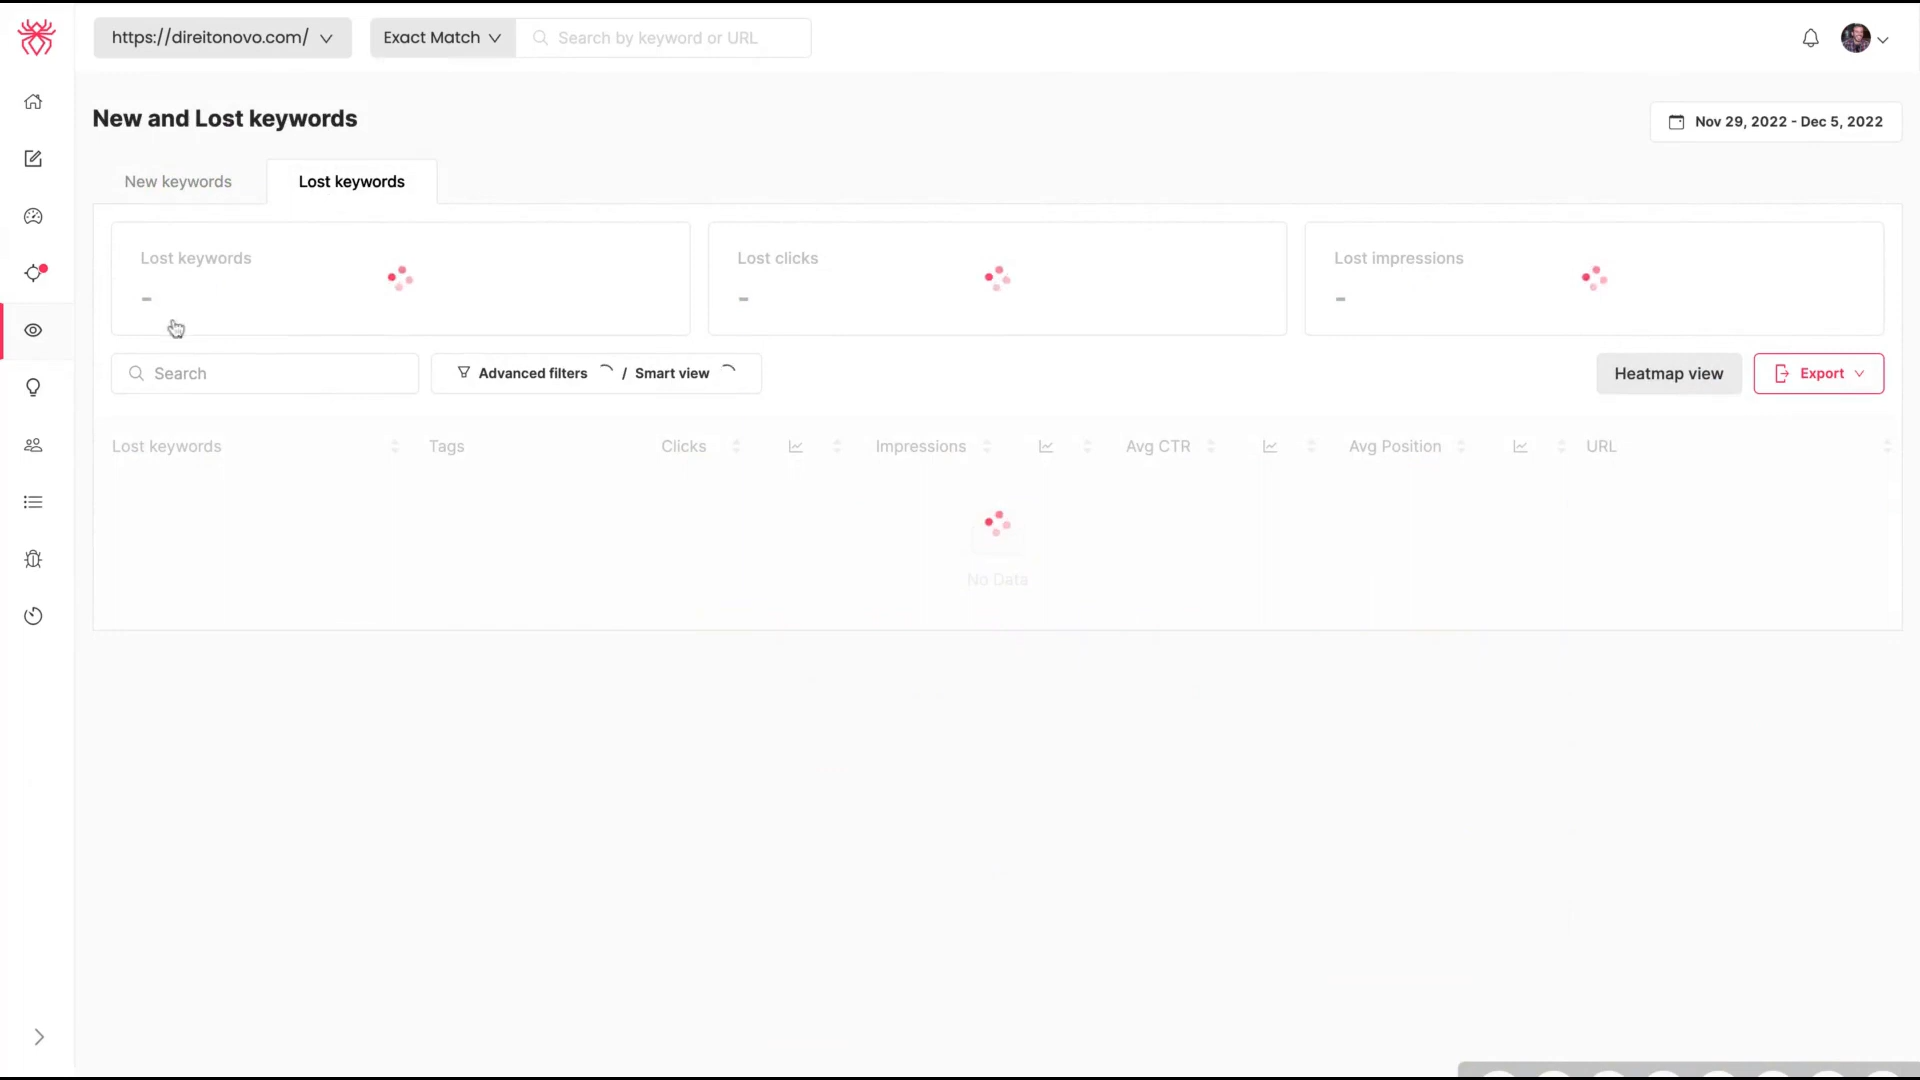 https://direitonovo.com/ Exact Match Search by keyword or URL
New and Lost keywords
Nov 29, 2022 - Dec 5, 2022
New keywords Lost keywords
Lost keywords Lost clicks Lost impressions
- - -
Search Advanced filters / Smart view Heatmap view Export
Lost keywords Tags Clicks Impressions Avg CTR Avg Position URL
No Data